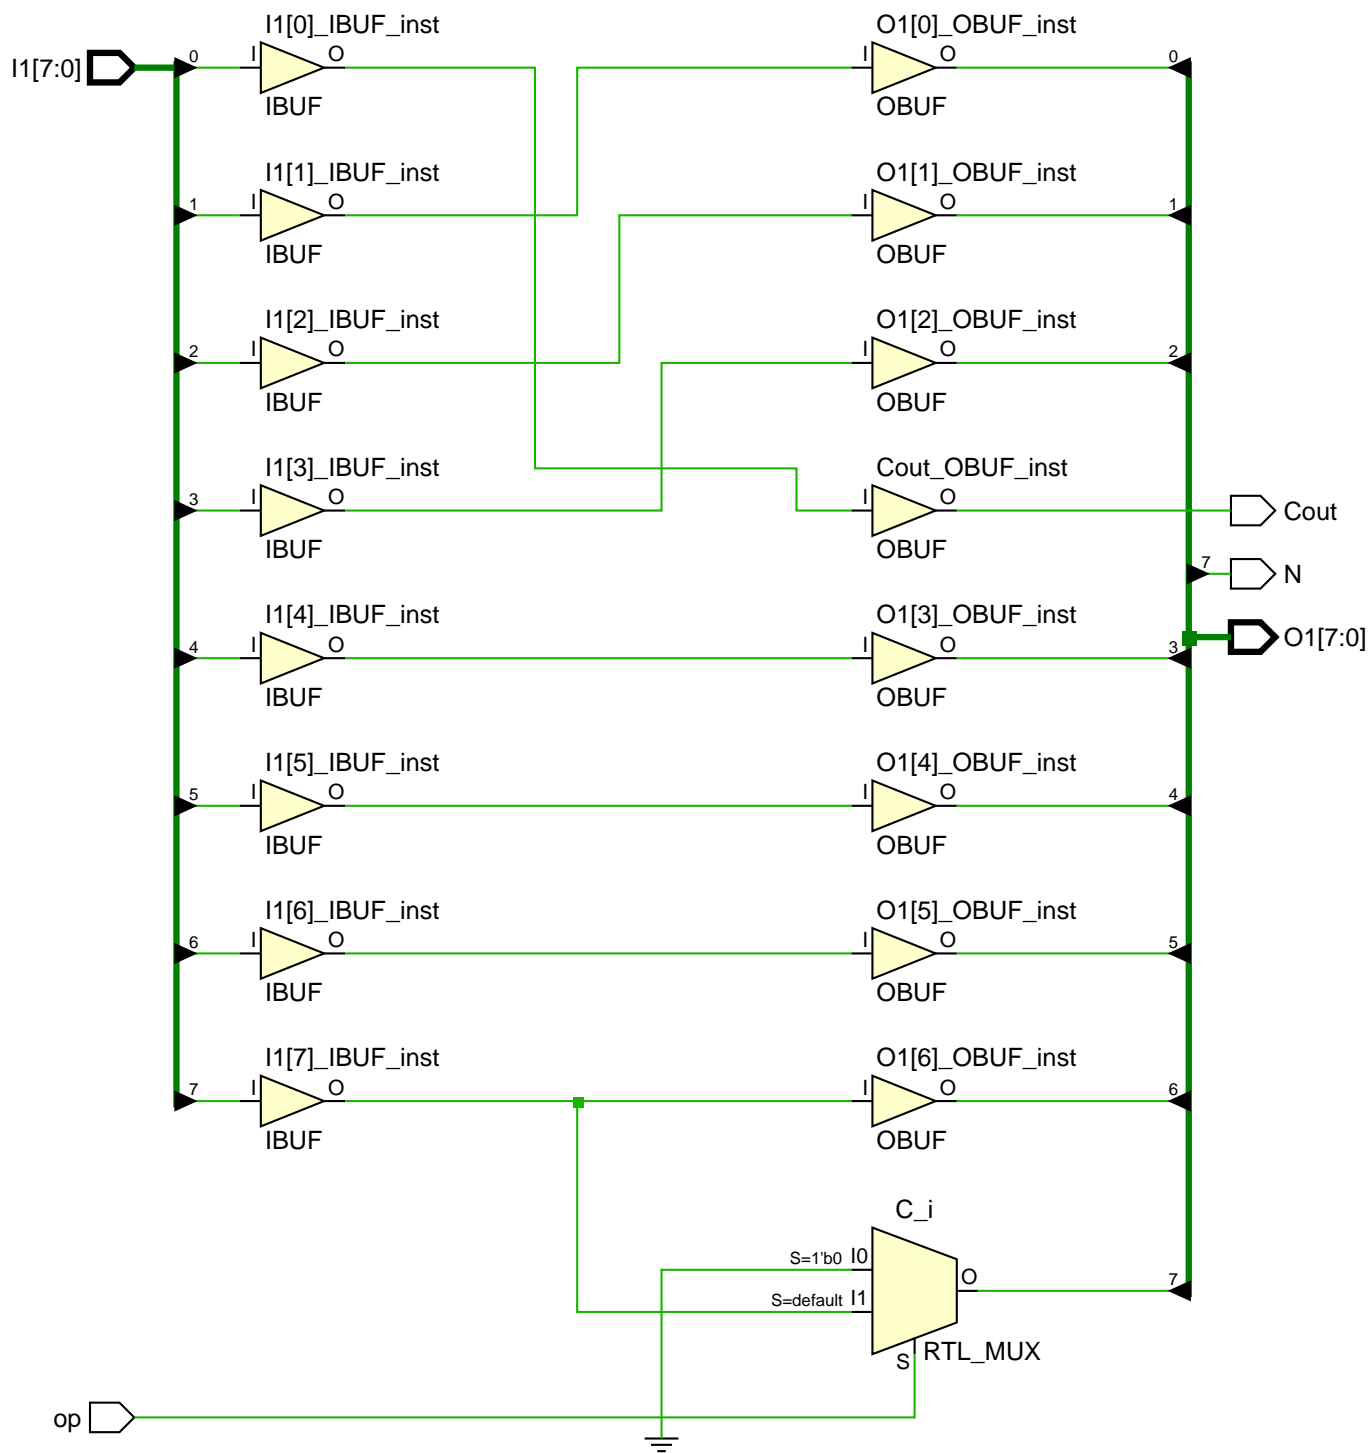 I1[0]_IBUF_inst
O1[0]_OBUF_inst
I1[7:0]
0
I
O
I
O
0
IBUF
OBUF
I1[1]_IBUF_inst
O1[1]_OBUF_inst
1
I
O
I
O
1
IBUF
OBUF
I1[2]_IBUF_inst
O1[2]_OBUF_inst
2
I
O
I
O
2
IBUF
OBUF
I1[3]_IBUF_inst
Cout_OBUF_inst
3
I
O
I
O
Cout
IBUF
OBUF
7
N
I1[4]_IBUF_inst
O1[3]_OBUF_inst
O1[7:0]
4
I
O
I
O
3
IBUF
OBUF
I1[5]_IBUF_inst
O1[4]_OBUF_inst
5
I
O
I
O
4
IBUF
OBUF
I1[6]_IBUF_inst
O1[5]_OBUF_inst
6
I
O
I
O
5
IBUF
OBUF
I1[7]_IBUF_inst
O1[6]_OBUF_inst
7
I
O
I
O
6
IBUF
OBUF
C_i
S=1'b0 I0
O
7
S=default I1
S
RTL_MUX
op